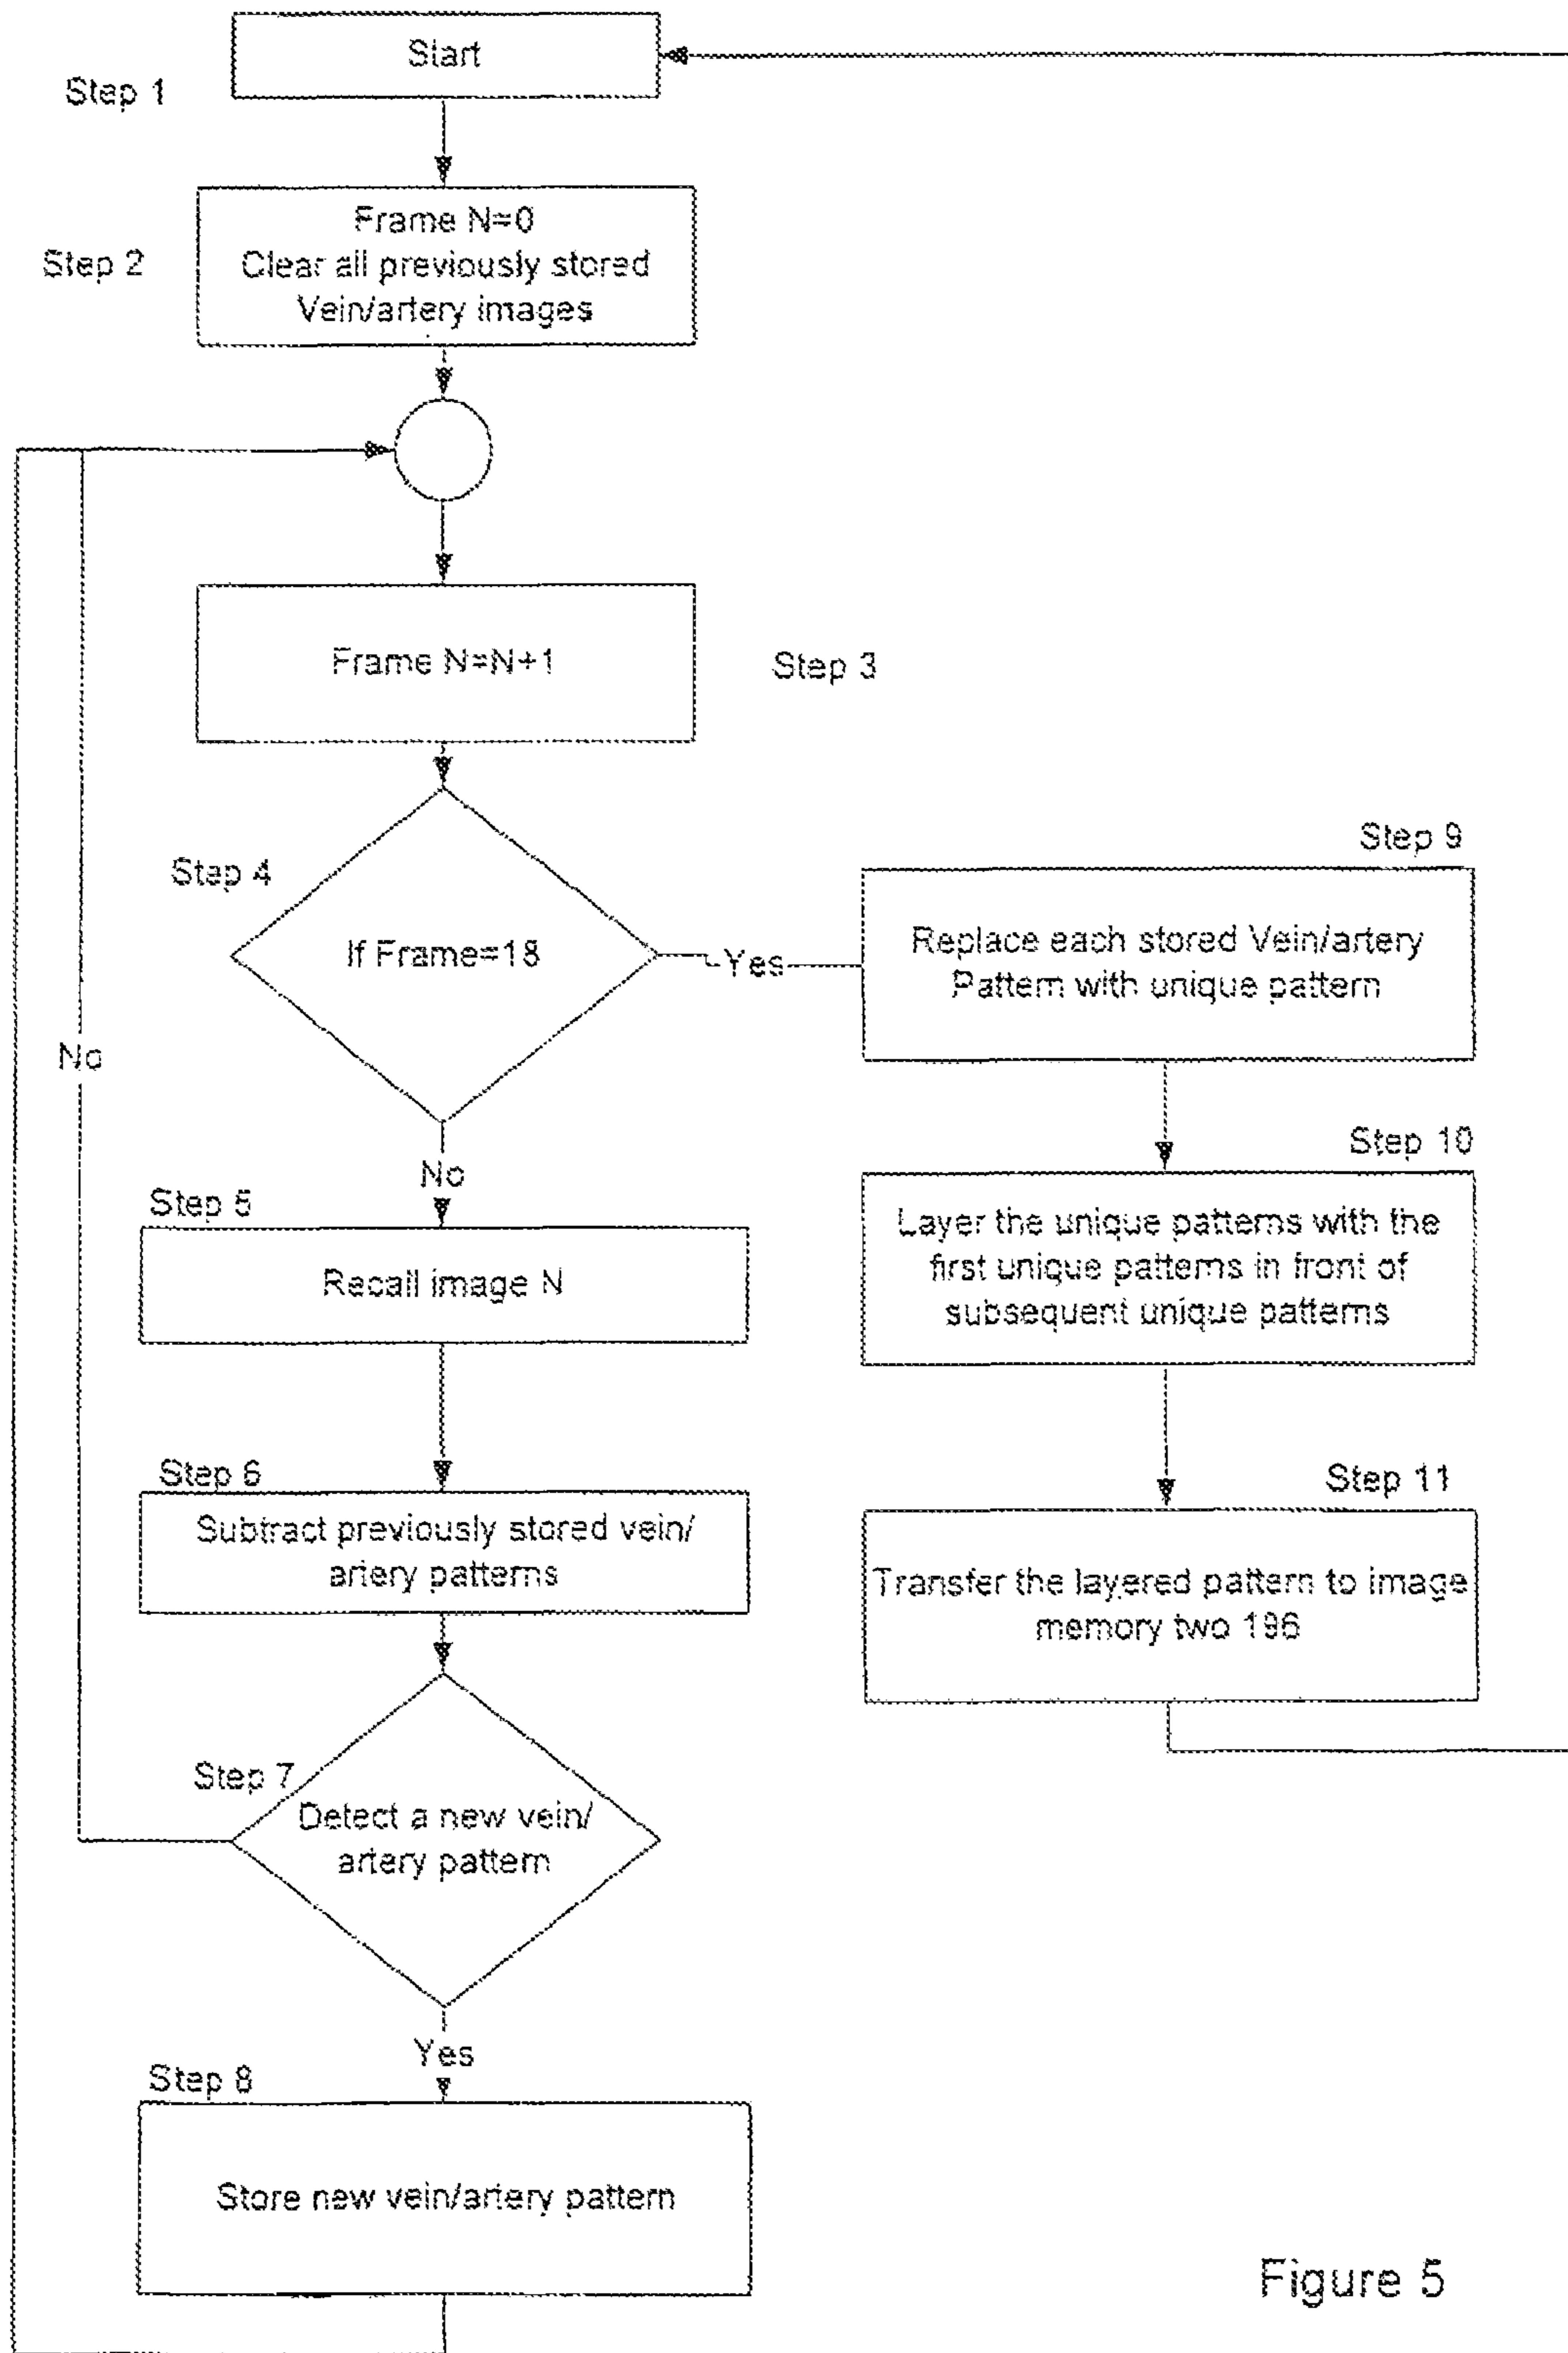 Start
Step 1
Frame N=0
Clear all previously stored
Vein/artery images
Step 2
Frame N=N+1
Step 3
Step 4
If Frame=18
Yes
No
No
Step 5
Recall image N
Step 6
Subtract previously stored vein/
artery patterns
Step 7
Detect a new vein/
artery pattern
Yes
Step 8
Store new vein/artery pattern
Step 9
Replace each stored Vein/artery
Pattern with unique pattern
Step 10
Layer the unique patterns with the
first unique patterns in front of
subsequent unique patterns
Step 11
Transfer the layered pattern to image
memory two 196
Figure 5